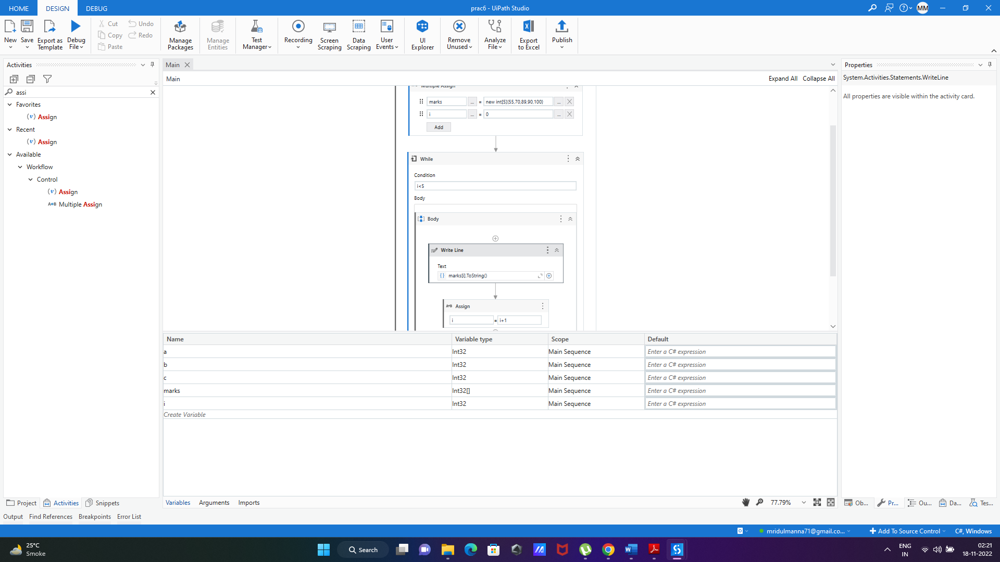 HOME DESIGN DEBUG prac6 - UiPath Studio MM
New Save Export as Template Debug File
Cut Copy Paste Undo Redo
Manage Packages Manage Entities Test Manager Recording Screen Scraping Data Scraping User Events UI Explorer Remove Unused Analyze File Export to Excel Publish
Activities
assi
Favorites
Assign
Recent
Assign
Available
Workflow
Control
Assign
A+B Multiple Assign
Main
Main Expand All Collapse All
Multiple Assign
marks ... = new int[5]{55,70,89,90,100} ...
i ... = 0 ...
Add
While
Condition
i<5
Body
Body
Write Line
Text
marks[i].ToString()
A+B Assign
i = i+1
Name Variable type Scope Default
a Int32 Main Sequence Enter a C# expression
b Int32 Main Sequence Enter a C# expression
c Int32 Main Sequence Enter a C# expression
marks Int32[] Main Sequence Enter a C# expression
i Int32 Main Sequence Enter a C# expression
Create Variable
Variables Arguments Imports 77.79%
Properties
System.Activities.Statements.WriteLine
All properties are visible within the activity card.
Project Activities Snippets
Ob... Pr... Ou... Da... Tes...
Output Find References Breakpoints Error List
mridulmanna71@gmail.co... Add To Source Control C#, Windows
25°C
Smoke
Search
ENG
IN
02:21
18-11-2022